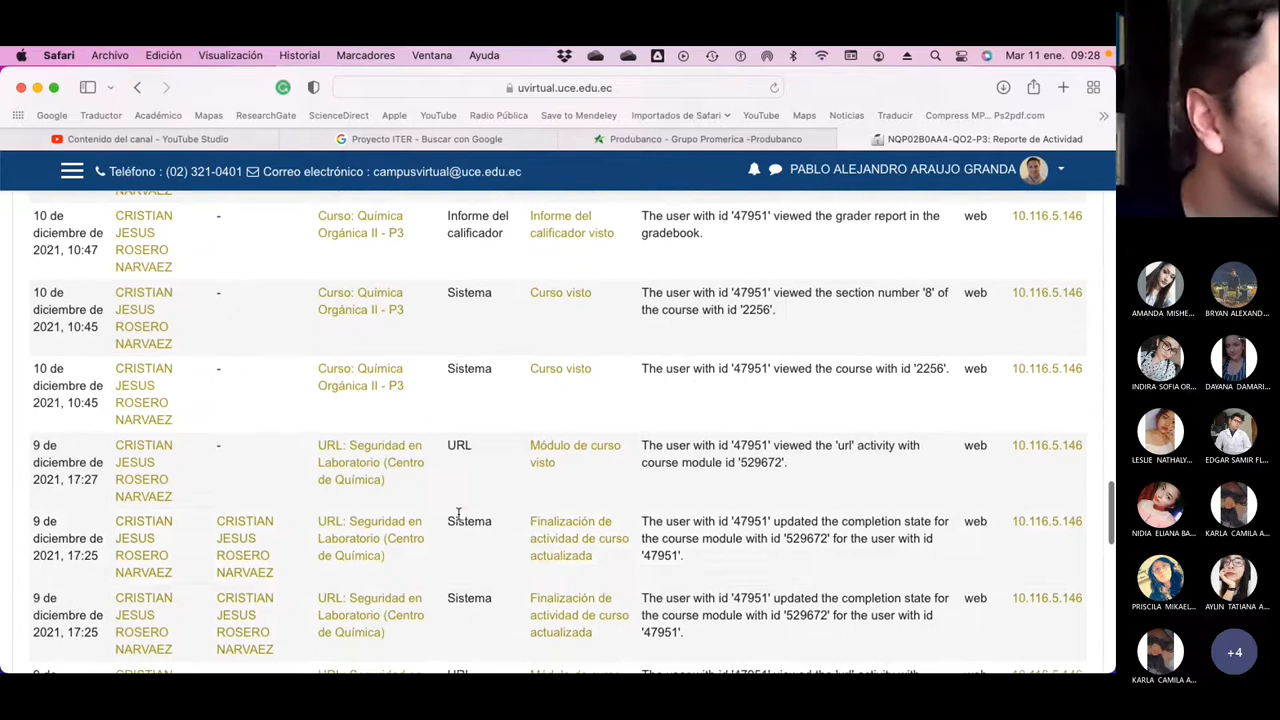 Safari Archivo Edición Visualización Historial Marcadores Ventana Ayuda Mar 11 ene. 09:28
uvirtual.uce.edu.ec
Google Traductor Académico Mapas ResearchGate ScienceDirect Apple YouTube Radio Pública Save to Mendeley Importados de Safari YouTube Maps Noticias Traducir Compress MP... Ps2pdf.com
Contenido del canal - YouTube Studio Proyecto ITER - Buscar con Google Produbanco - Grupo Promerica -Produbanco NQP02B0AA4-QO2-P3: Reporte de Actividad
Teléfono : (02) 321-0401 Correo electrónico : campusvirtual@uce.edu.ec PABLO ALEJANDRO ARAUJO GRANDA
NARVAEZ
10 de CRISTIAN - Curso: Química Informe del Informe del The user with id '47951' viewed the grader report in the web 10.116.5.146
diciembre de JESUS Orgánica II - P3 calificador calificador visto gradebook.
2021, 10:47 ROSERO
NARVAEZ
10 de CRISTIAN - Curso: Química Sistema Curso visto The user with id '47951' viewed the section number '8' of web 10.116.5.146
diciembre de JESUS Orgánica II - P3 the course with id '2256'.
2021, 10:45 ROSERO
NARVAEZ
10 de CRISTIAN - Curso: Química Sistema Curso visto The user with id '47951' viewed the course with id '2256'. web 10.116.5.146
diciembre de JESUS Orgánica II - P3
2021, 10:45 ROSERO
NARVAEZ
9 de CRISTIAN - URL: Seguridad en URL Módulo de curso The user with id '47951' viewed the 'url' activity with web 10.116.5.146
diciembre de JESUS Laboratorio (Centro visto course module id '529672'.
2021, 17:27 ROSERO de Química)
NARVAEZ
9 de CRISTIAN CRISTIAN URL: Seguridad en Sistema Finalización de The user with id '47951' updated the completion state for web 10.116.5.146
diciembre de JESUS JESUS Laboratorio (Centro actividad de curso the course module with id '529672' for the user with id
2021, 17:25 ROSERO ROSERO de Química) actualizada '47951'.
NARVAEZ NARVAEZ
9 de CRISTIAN CRISTIAN URL: Seguridad en Sistema Finalización de The user with id '47951' updated the completion state for web 10.116.5.146
diciembre de JESUS JESUS Laboratorio (Centro actividad de curso the course module with id '529672' for the user with id
2021, 17:25 ROSERO ROSERO de Química) actualizada '47951'.
NARVAEZ NARVAEZ
AMANDA MISHE... BRYAN ALEXAND...
INDIRA SOFIA OR... DAYANA DAMARI...
LESLIE NATHALY... EDGAR SAMIR FL...
NIDIA ELIANA BA... KARLA CAMILA A...
PRISCILA MIKAEL... AYLIN TATIANA A...
KARLA CAMILA A... +4